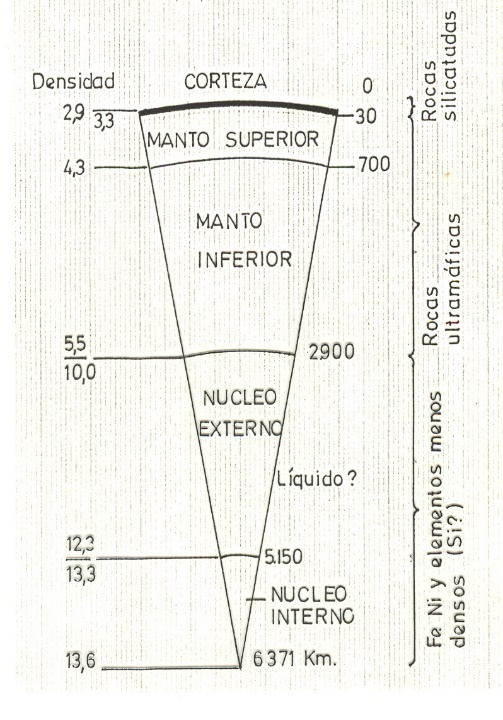 Densidad
CORTEZA
0
2,9
3,3
30
MANTO SUPERIOR
4,3
700
MANTO
INFERIOR
5,5
10,0
2900
NUCLEO
EXTERNO
Líquido?
12,3
13,3
5.150
NUCLEO
INTERNO
13,6
6371 Km.
Rocas
silicatadas
Rocas
ultramáficas
Fe Ni y elementos menos
densos (Si?)